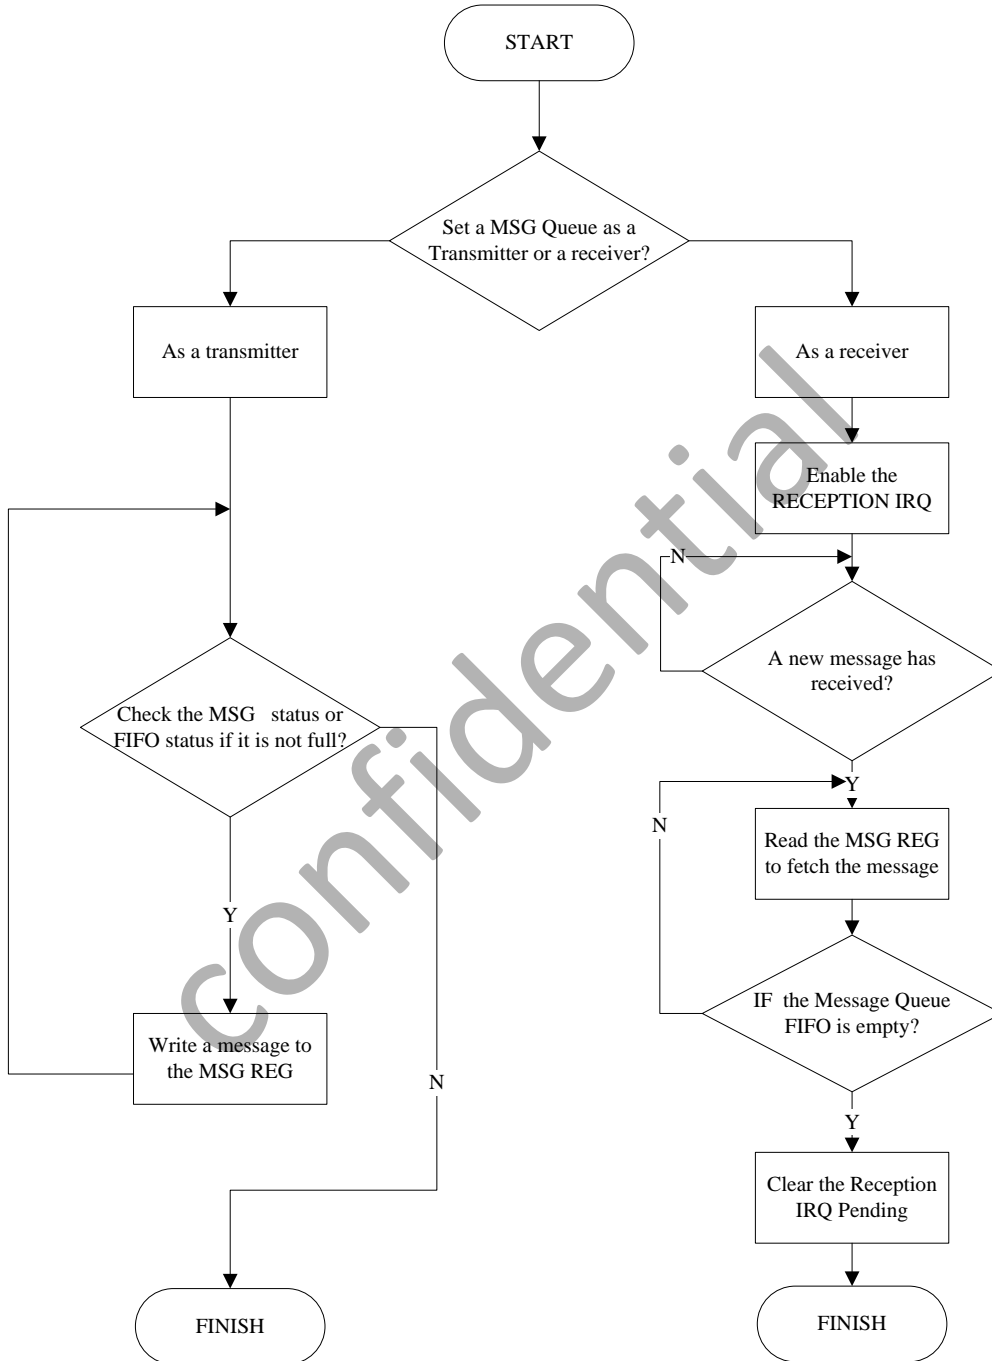 START
Set a MSG Queue as a
Transmitter or a receiver?
As a transmitter
As a receiver
Enable the
RECEPTION IRQ
N
A new message has
received?
Check the MSG   status or
FIFO status if it is not full?
Y
N
Read the MSG REG
to fetch the message
Y
IF  the Message Queue
FIFO is empty?
Write a message to
the MSG REG
N
Y
Clear the Reception
IRQ Pending
FINISH
FINISH
confidential